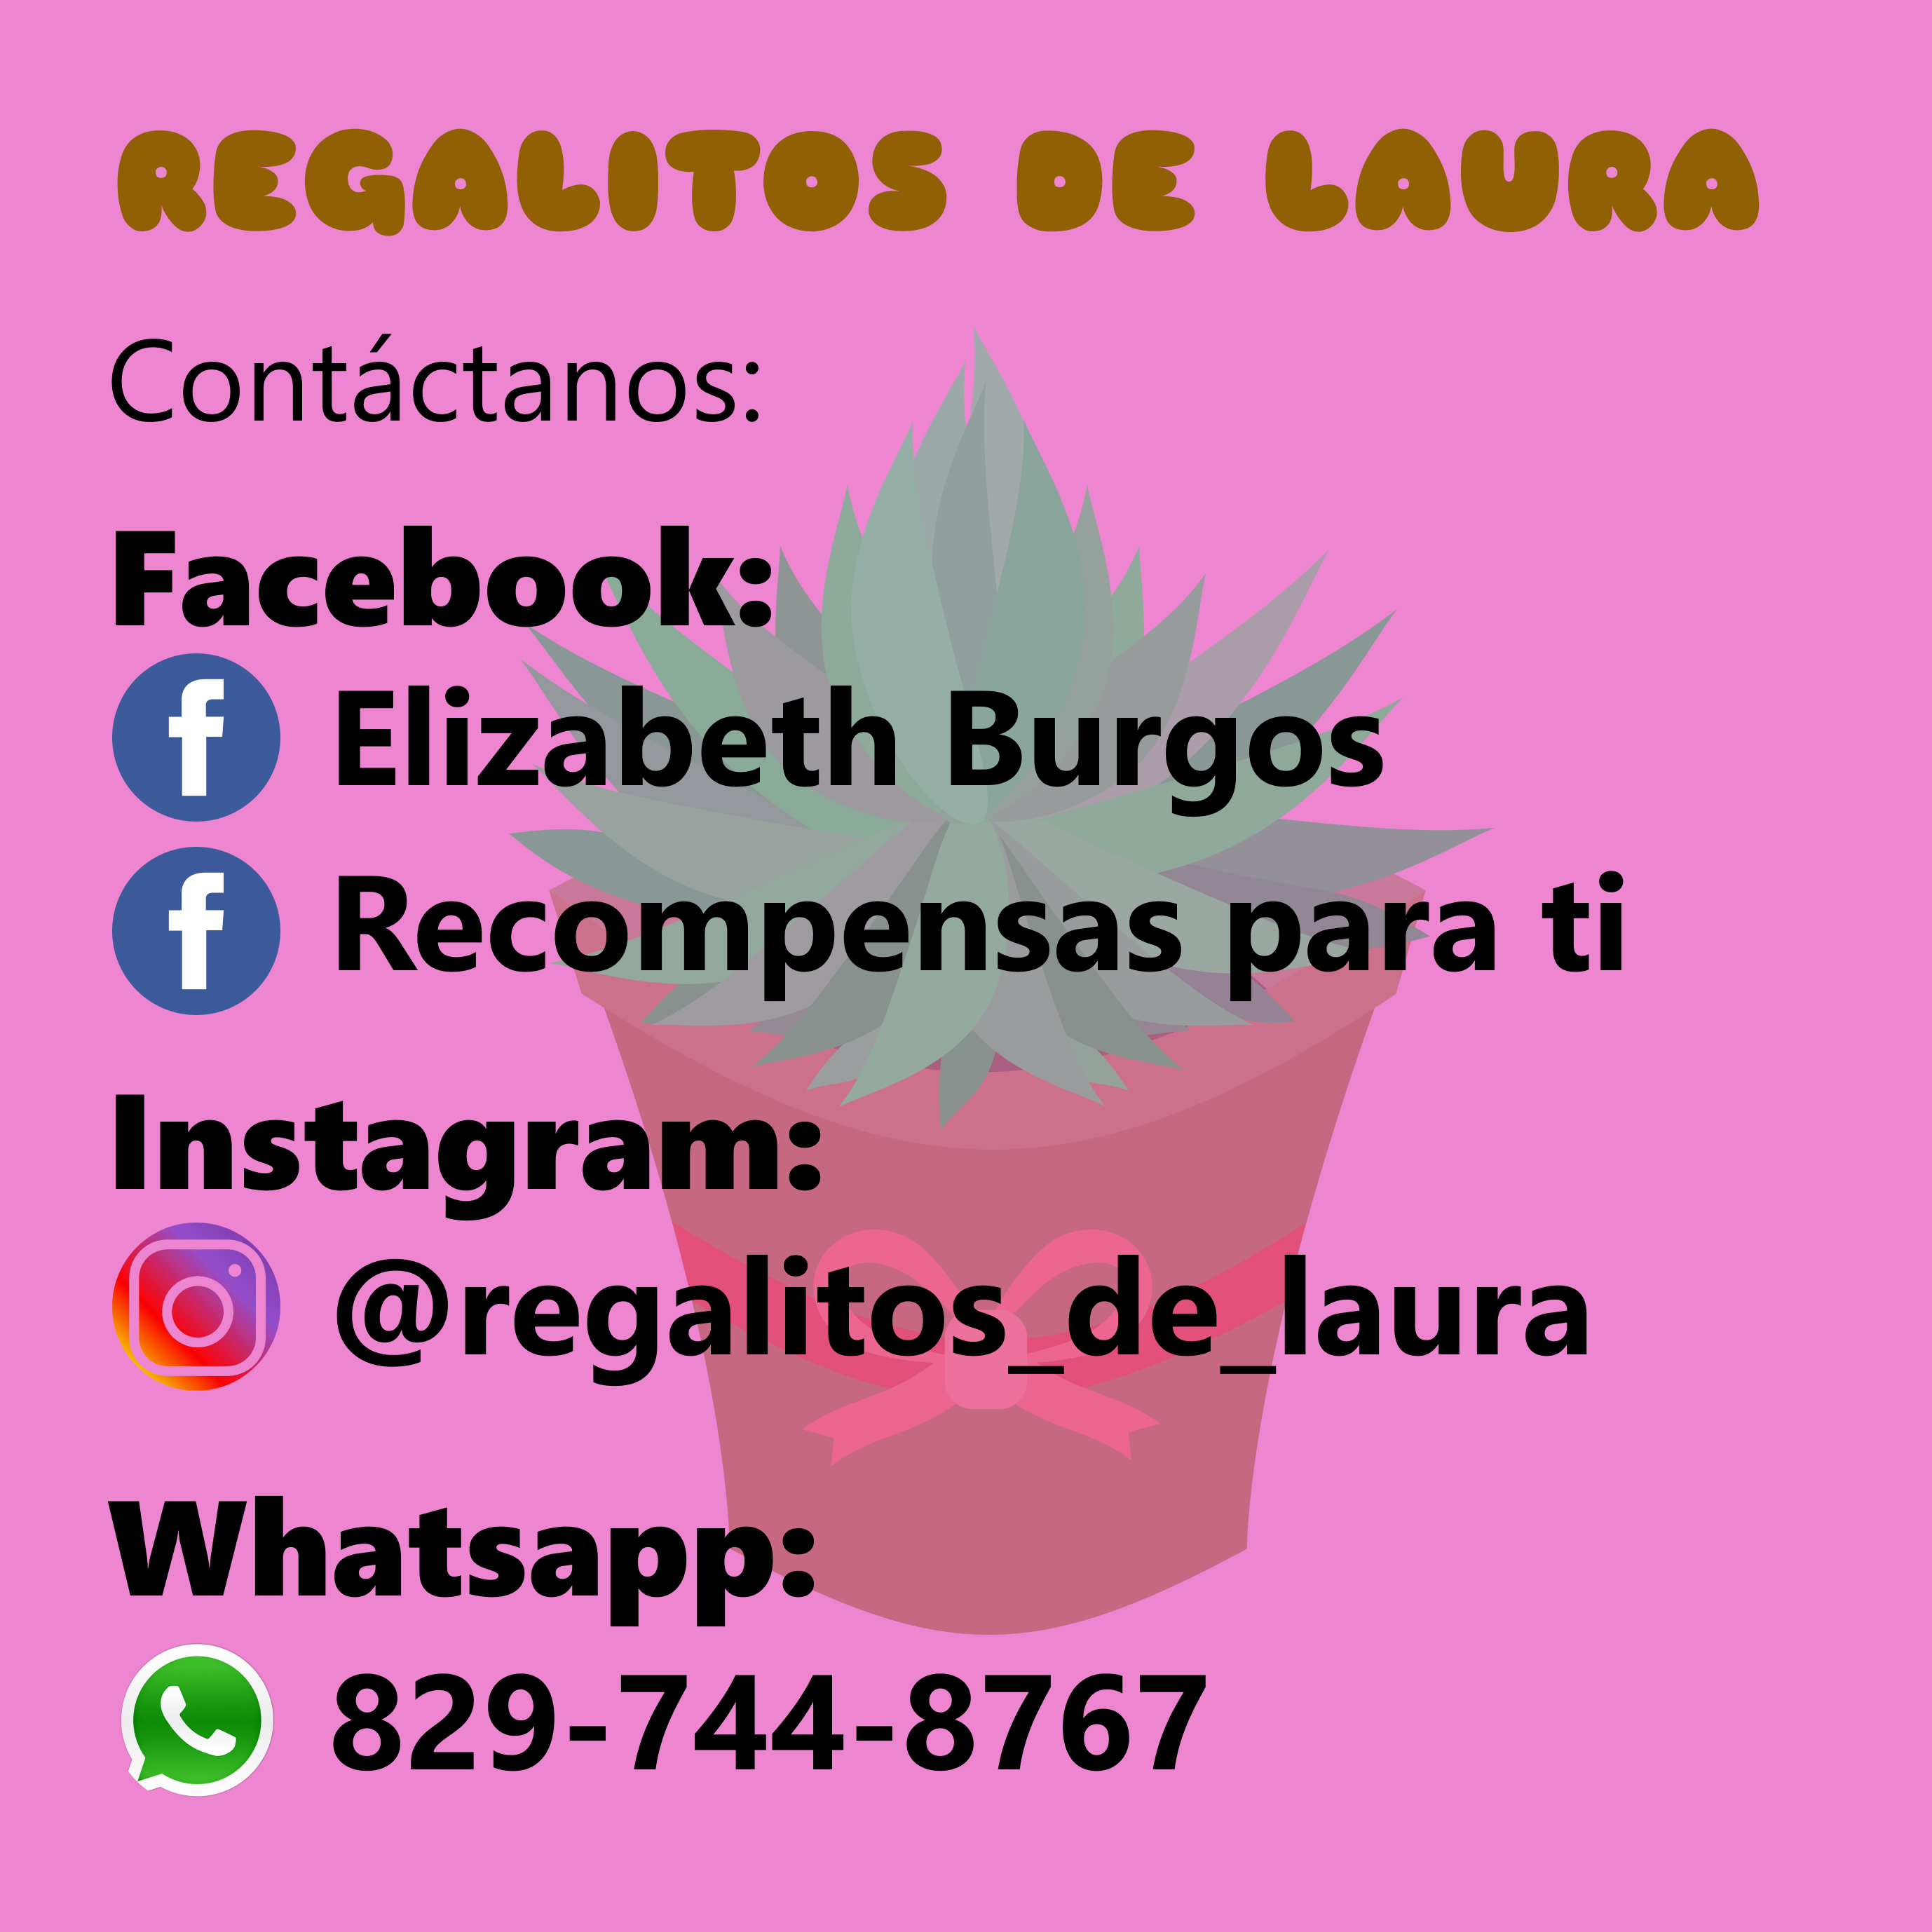 REGALITOS DE LAURA
Contáctanos:
Facebook:
Elizabeth Burgos
Recompensas para ti
Instagram:
@regalitos_de_laura
Whatsapp:
829-744-8767